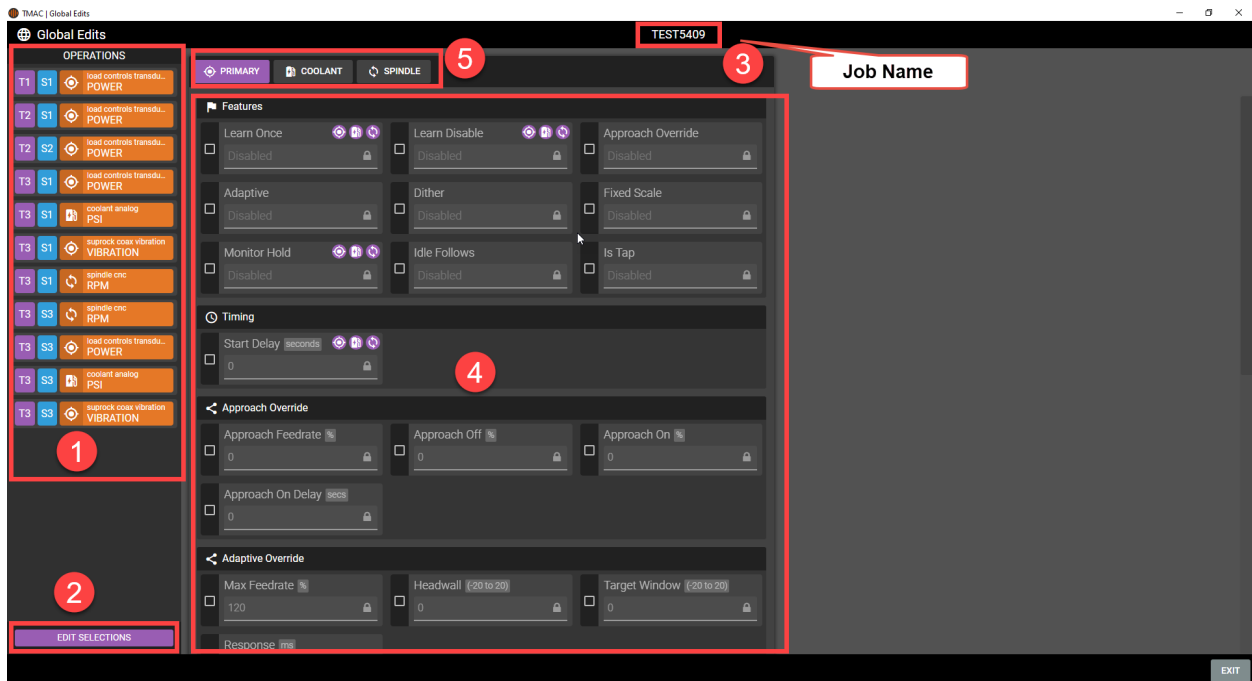 TMAC | Global Edits
Global Edits
TEST5409
OPERATIONS
5
3
Job Name
PRIMARY COOLANT SPINDLE
T1 S1 load controls transdu...
POWER
T2 S1 load controls transdu...
POWER
T2 S2 load controls transdu...
POWER
T3 S1 load controls transdu...
POWER
T3 S1 coolant analog
PSI
T3 S1 suprock coax vibration
VIBRATION
T3 S1 spindle cnc
RPM
T3 S3 spindle cnc
RPM
T3 S3 load controls transdu...
POWER
T3 S3 coolant analog
PSI
T3 S3 suprock coax vibration
VIBRATION
1
2
EDIT SELECTIONS
Features
Learn Once Learn Disable Approach Override
Disabled Disabled Disabled
Adaptive Dither Fixed Scale
Disabled Disabled Disabled
Monitor Hold Idle Follows Is Tap
Disabled Disabled Disabled
Timing
Start Delay seconds
0
4
Approach Override
Approach Feedrate % Approach Off % Approach On %
0 0 0
Approach On Delay secs
0
Adaptive Override
Max Feedrate % Headwall (-20 to 20) Target Window (-20 to 20)
120 0 0
Response ms
EXIT